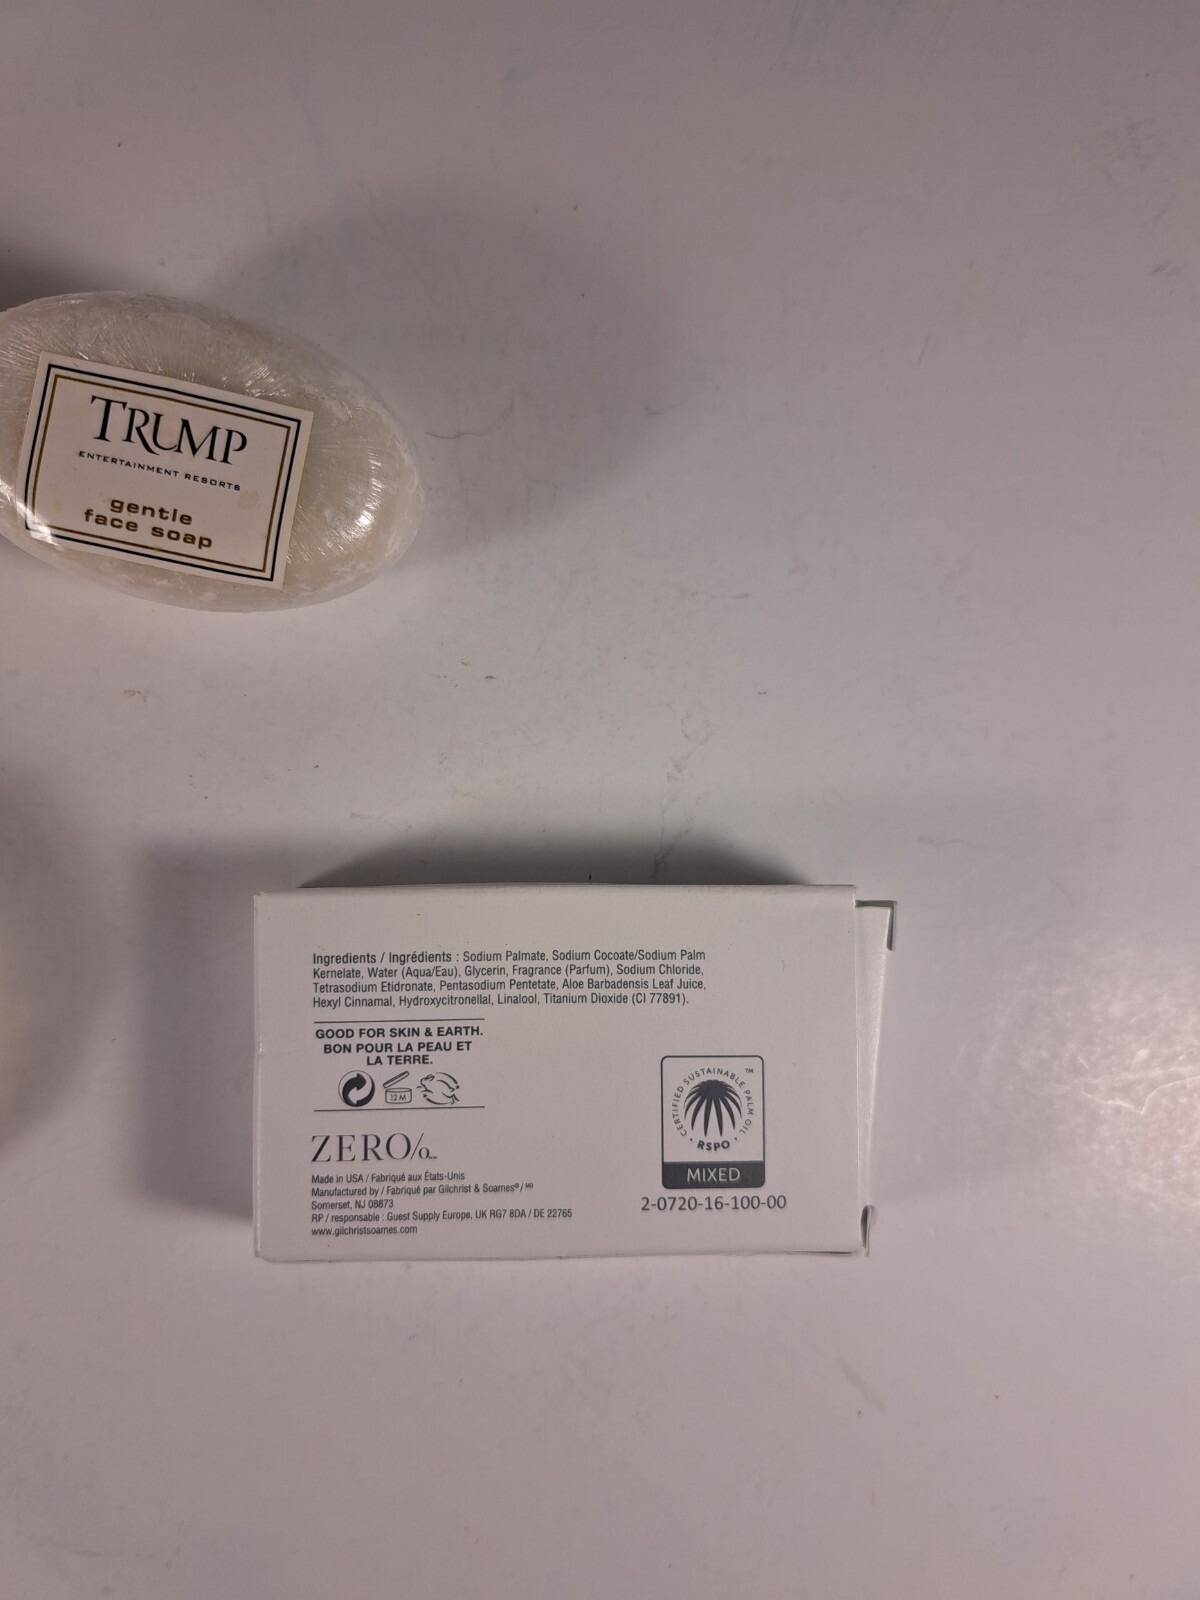 TRUMP
ENTERTAINMENT RESORTS
gentle
face soap
Ingredients / Ingrédients : Sodium Palmate, Sodium Cocoate/Sodium Palm
Kernelate, Water (Aqua/Eau), Glycerin, Fragrance (Parfum), Sodium Chloride,
Tetrasodium Etidronate, Pentasodium Pentetate, Aloe Barbadensis Leaf Juice,
Hexyl Cinnamal, Hydroxycitronellal, Linalool, Titanium Dioxide (CI 77891).
GOOD FOR SKIN & EARTH.
BON POUR LA PEAU ET
LA TERRE.
12M
ZERO%
Made in USA / Fabriqué aux États-Unis
Manufactured by / Fabriqué par Gilchrist & Soames®/ MD
Somerset, NJ 08873
RP / responsable : Guest Supply Europe, UK RG7 8DA / DE 22765
www.gilchristsoames.com
CERTIFIED SUSTAINABLE PALM OIL ™
RSPO
MIXED
2-0720-16-100-00